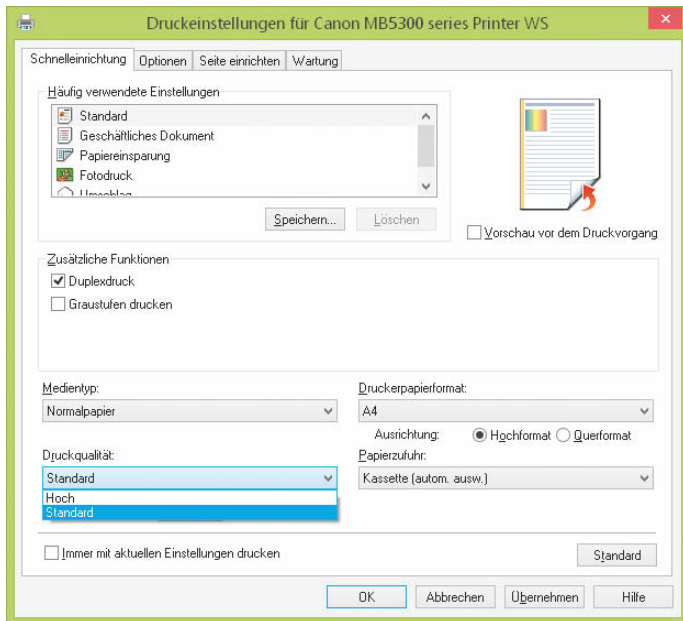 Druckeinstellungen für Canon MB5300 series Printer WS
Schnelleinrichtung Optionen Seite einrichten Wartung
Häufig verwendete Einstellungen
Standard
Geschäftliches Dokument
Papiereinsparung
Fotodruck
Umschlag
Speichern... Löschen
Vorschau vor dem Druckvorgang
Zusätzliche Funktionen
Duplexdruck
Graustufen drucken
Medientyp:
Normalpapier
Druckerpapierformat:
A4
Ausrichtung: Hochformat Querformat
Druckqualität:
Standard
Hoch
Standard
Papierzufuhr:
Kassette (autom. ausw.)
Immer mit aktuellen Einstellungen drucken
Standard
OK Abbrechen Übernehmen Hilfe